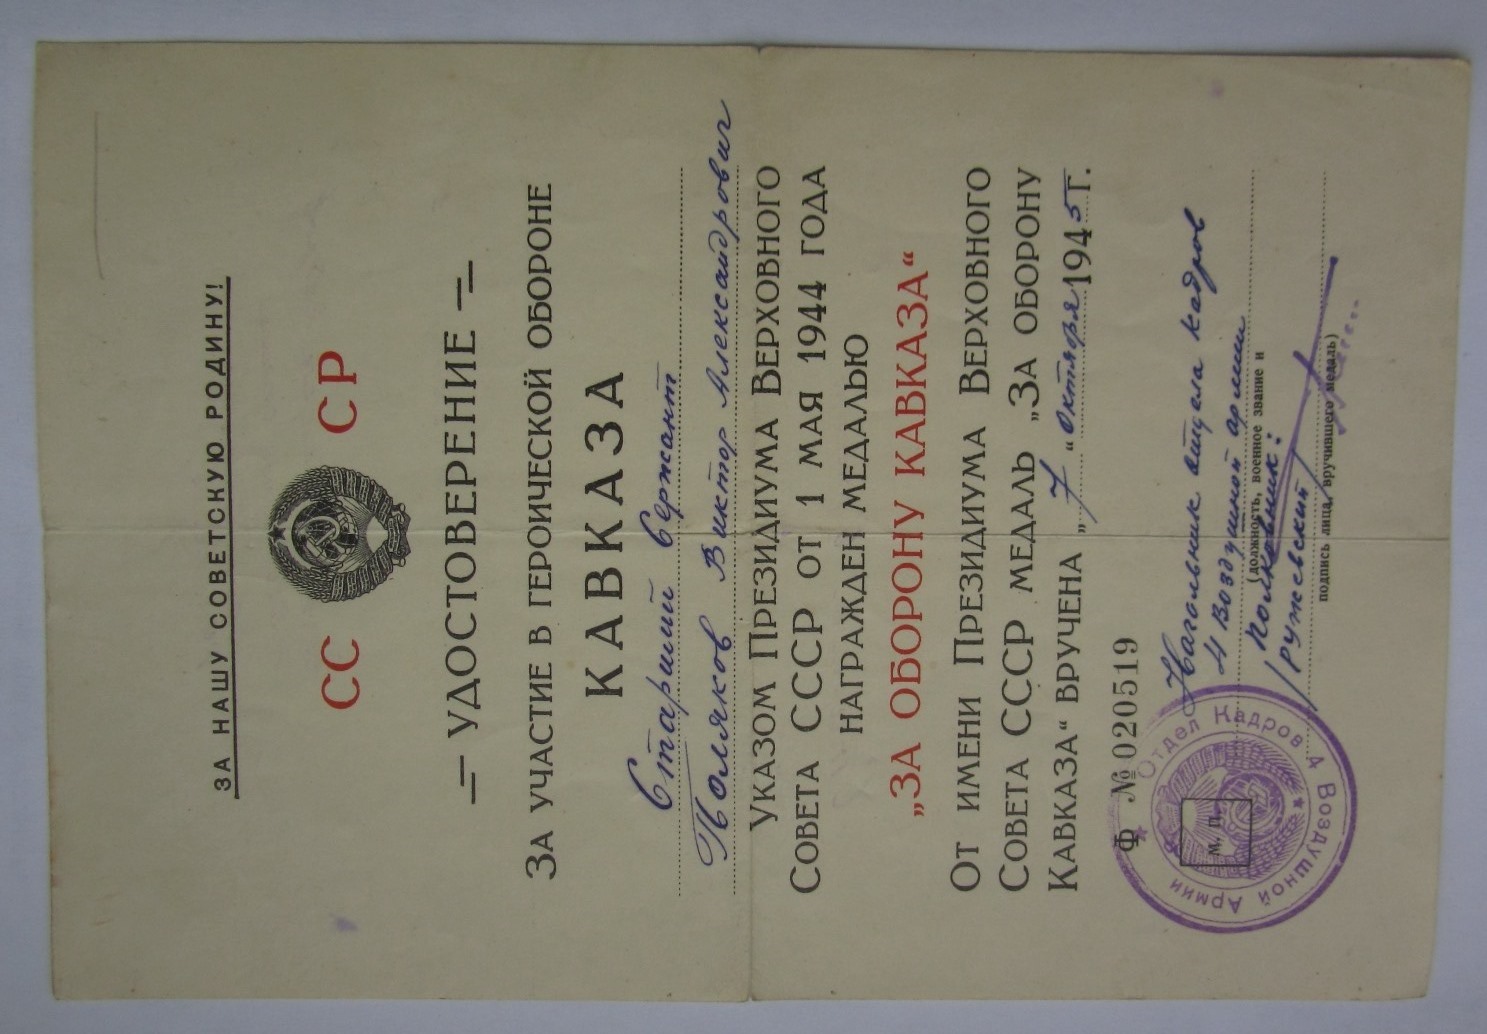 ЗА НАШУ СОВЕТСКУЮ РОДИНУ!
СС СР
УДОСТОВЕРЕНИЕ
ЗА УЧАСТИЕ В ГЕРОИЧЕСКОЙ ОБОРОНЕ
КАВКАЗА
Старший Сержант
Поляков Виктор Александрович
УКАЗОМ ПРЕЗИДИУМА ВЕРХОВНОГО
СОВЕТА СССР ОТ 1 МАЯ 1944 ГОДА
НАГРАЖДЕН МЕДАЛЬЮ
„ЗА ОБОРОНУ КАВКАЗА“
ОТ ИМЕНИ ПРЕЗИДИУМА ВЕРХОВНОГО
СОВЕТА СССР МЕДАЛЬ „ЗА ОБОРОНУ
КАВКАЗА“ ВРУЧЕНА „7“ октября 1945 г.
Ф № 020519
Начальник отдела кадров
4 воздушной армии
(должность, военное звание и
полковник:
подпись лица, вручившего медаль)
М. П.
Отдел Кадров 4 Воздушной Армии